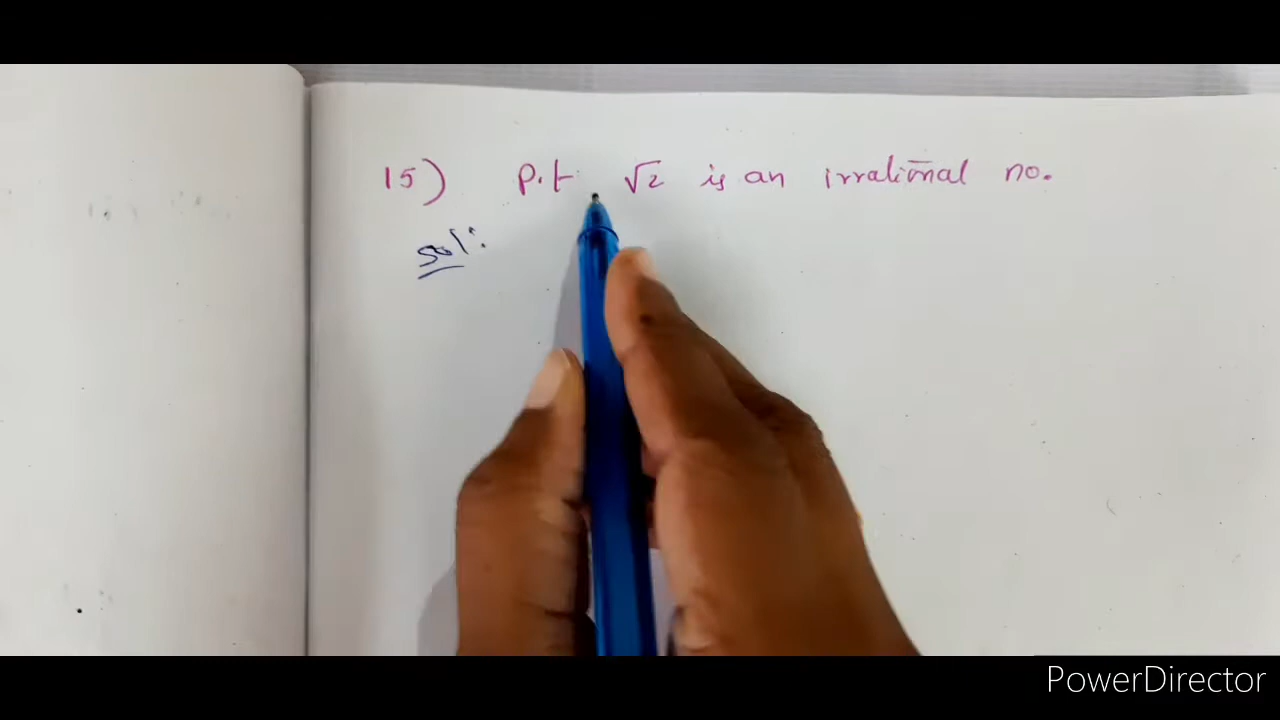 15) P.t √2 is an irrational no.
Sol:
PowerDirector